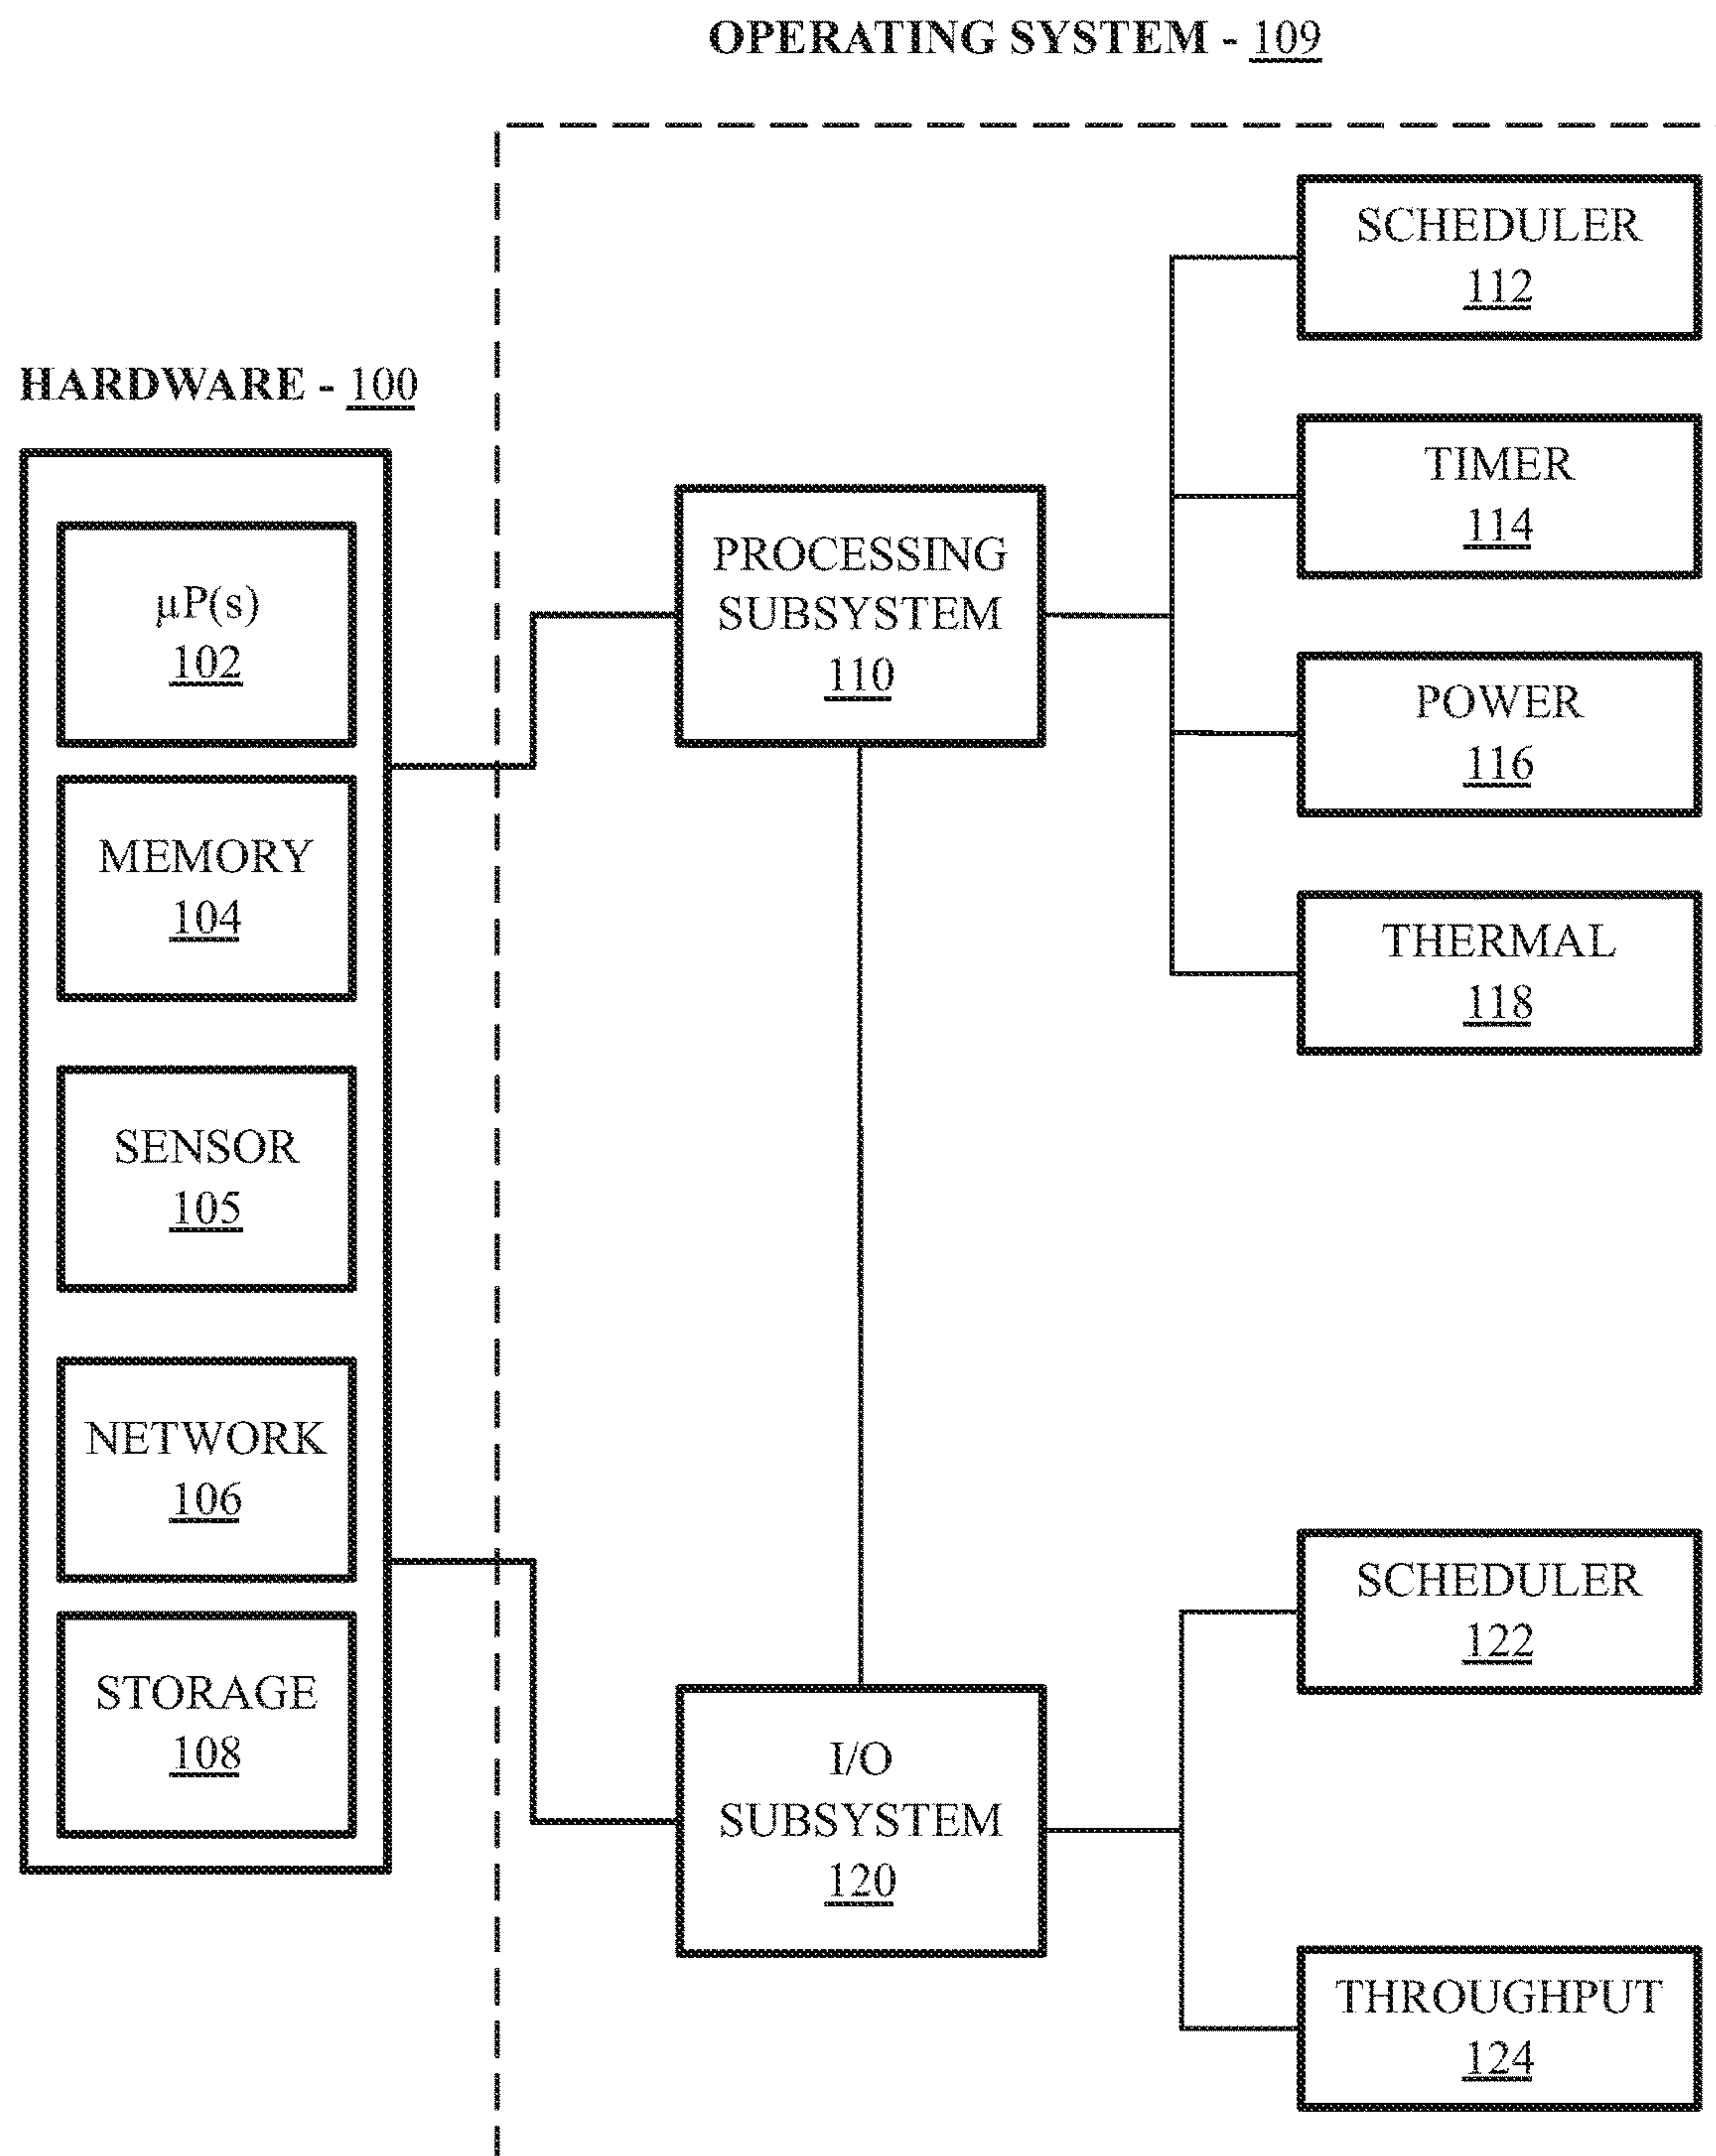 OPERATING SYSTEM - 109
HARDWARE - 100
µP(s)
102
MEMORY
104
SENSOR
105
NETWORK
106
STORAGE
108
PROCESSING
SUBSYSTEM
110
I/O
SUBSYSTEM
120
SCHEDULER
112
TIMER
114
POWER
116
THERMAL
118
SCHEDULER
122
THROUGHPUT
124